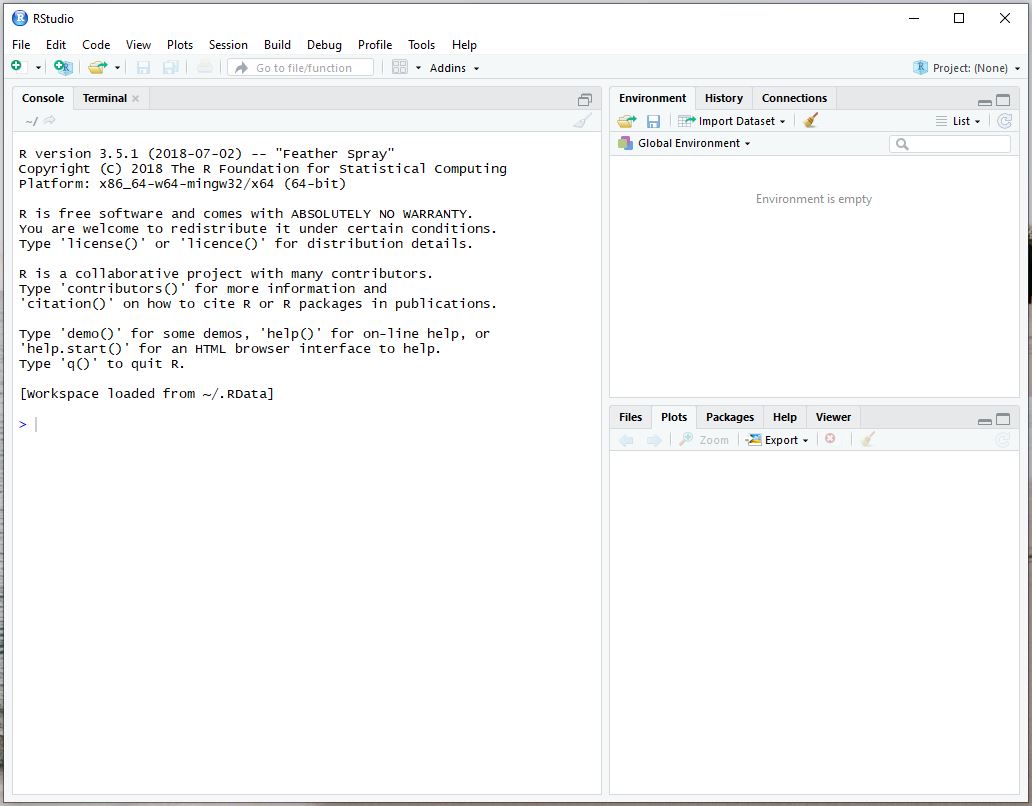 RStudio
File Edit Code View Plots Session Build Debug Profile Tools Help
Go to file/function Addins Project: (None)
Console Terminal
~/
R version 3.5.1 (2018-07-02) -- "Feather Spray"
Copyright (C) 2018 The R Foundation for Statistical Computing
Platform: x86_64-w64-mingw32/x64 (64-bit)
R is free software and comes with ABSOLUTELY NO WARRANTY.
You are welcome to redistribute it under certain conditions.
Type 'license()' or 'licence()' for distribution details.
R is a collaborative project with many contributors.
Type 'contributors()' for more information and
'citation()' on how to cite R or R packages in publications.
Type 'demo()' for some demos, 'help()' for on-line help, or
'help.start()' for an HTML browser interface to help.
Type 'q()' to quit R.
[Workspace loaded from ~/.RData]
>
Environment History Connections
Import Dataset List
Global Environment
Environment is empty
Files Plots Packages Help Viewer
Zoom Export